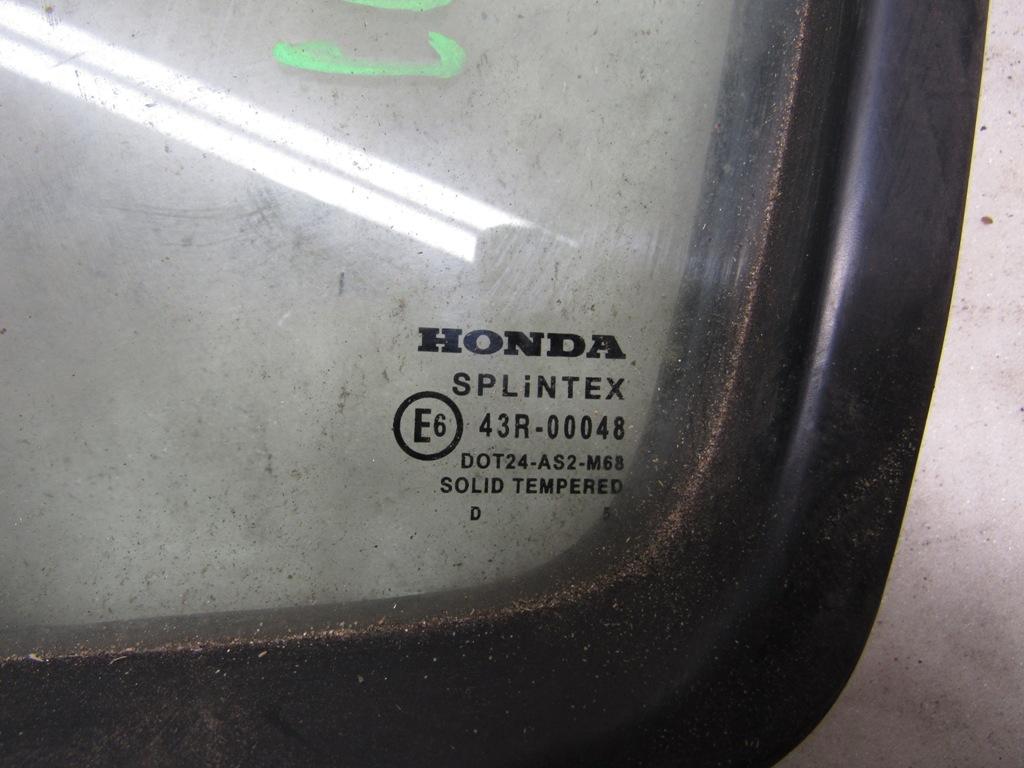 HONDA
SPLiNTEX
E6 43R-00048
DOT24-AS2-M68
SOLID TEMPERED
D 5